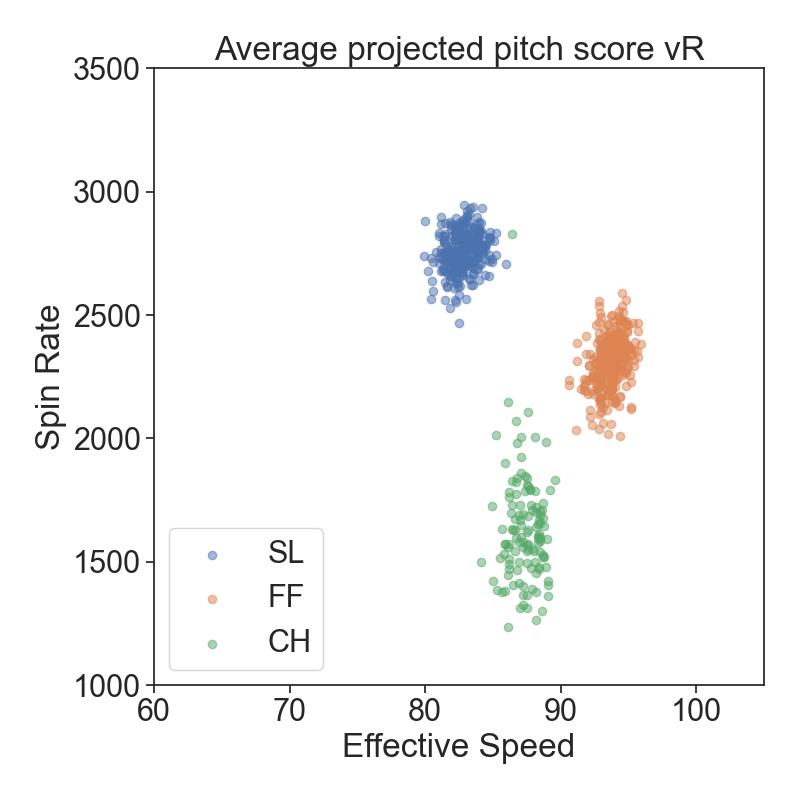 Average projected pitch score vR
3500
3000
2500
2000
1500
1000
Spin Rate
SL
FF
CH
60 70 80 90 100
Effective Speed